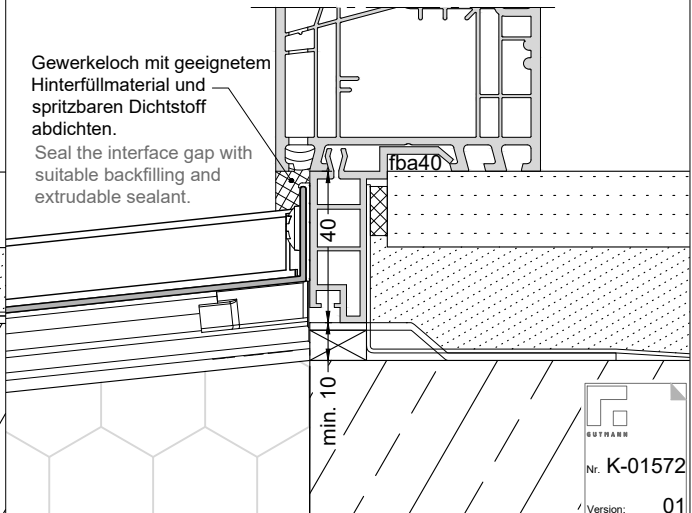 Gewerkeloch mit geeignetem
Hinterfüllmaterial und
spritzbaren Dichtstoff
abdichten.
Seal the interface gap with
suitable backfilling and
extrudable sealant.
fba40
40
min. 10
GUTMANN
Nr. K-01572
Version: 01